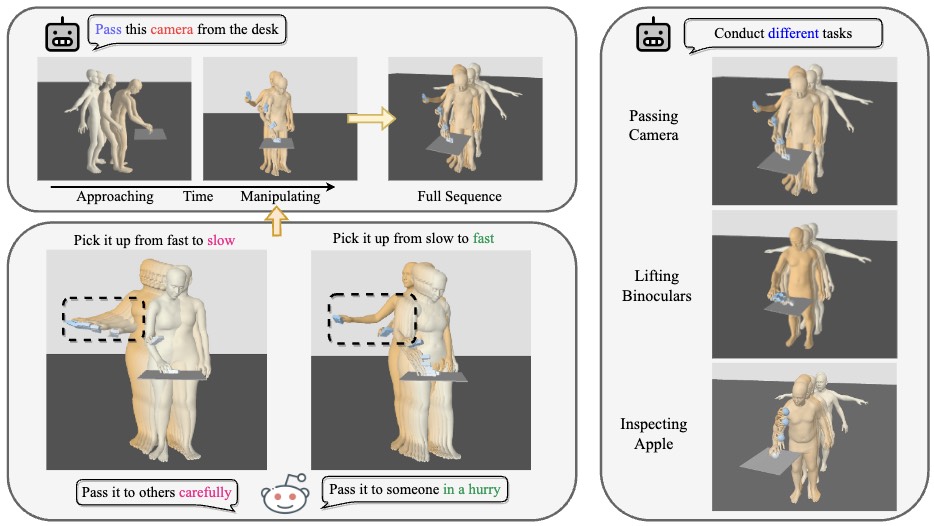 Pass this camera from the desk
Approaching
Time
Manipulating
Full Sequence
Pick it up from fast to slow
Pick it up from slow to fast
Pass it to others carefully
Pass it to someone in a hurry
Conduct different tasks
Passing
Camera
Lifting
Binoculars
Inspecting
Apple